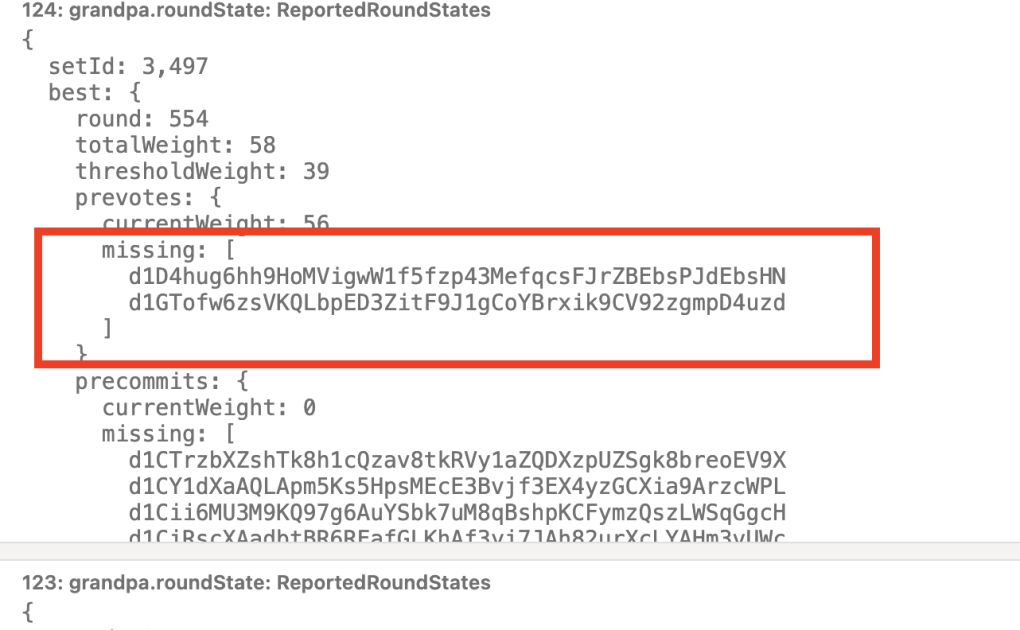 124: grandpa.roundState: ReportedRoundStates
{
setId: 3,497
best: {
round: 554
totalWeight: 58
thresholdWeight: 39
prevotes: {
currentWeight: 56
missing: [
d1D4hug6hh9HoMVigwW1f5fzp43MefqcsFJrZBEbsPJdEbsHN
d1GTofw6zsVKQLbpED3ZitF9J1gCoYBrxik9CV92zgmpD4uzd
]
}
precommits: {
currentWeight: 0
missing: [
d1CTrzbXZshTk8h1cQzav8tkRVy1aZQDXzpUZSgk8breoEV9X
d1CY1dXaAQLApm5Ks5HpsMEcE3Bvjf3EX4yzGCXia9ArzcWPL
d1Cii6MU3M9KQ97g6AuYSbk7uM8qBshpKCFymzQszLWSqGgcH
123: grandpa.roundState: ReportedRoundStates
{